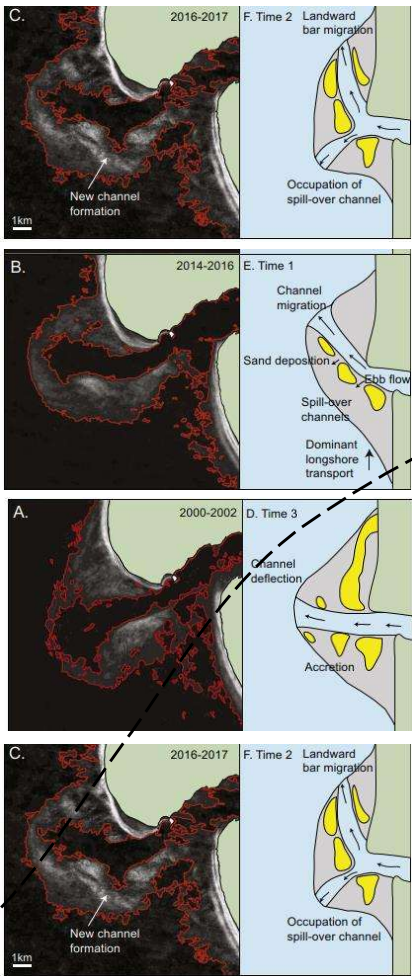 C.
2016-2017
New channel
formation
1km
F. Time 2
Landward
bar migration
Occupation of
spill-over channel
B.
2014-2016
E. Time 1
Channel
migration
Sand deposition
Ebb flow
Spill-over
channels
Dominant
longshore
transport
A.
2000-2002
D. Time 3
Channel
deflection
Accretion
C.
2016-2017
New channel
formation
1km
F. Time 2
Landward
bar migration
Occupation of
spill-over channel